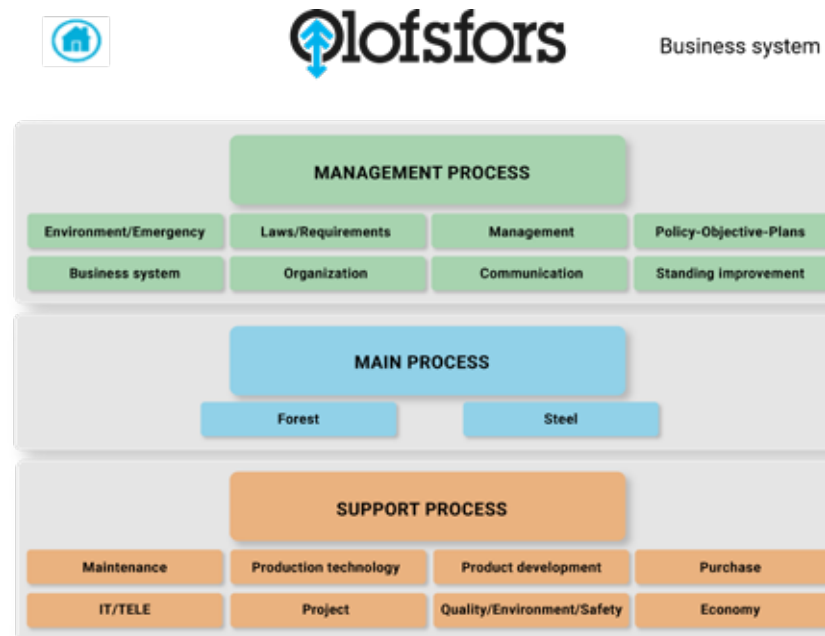 Olofsfors
Business system
MANAGEMENT PROCESS
Environment/Emergency Laws/Requirements Management Policy-Objective-Plans
Business system Organization Communication Standing improvement
MAIN PROCESS
Forest Steel
SUPPORT PROCESS
Maintenance Production technology Product development Purchase
IT/TELE Project Quality/Environment/Safety Economy